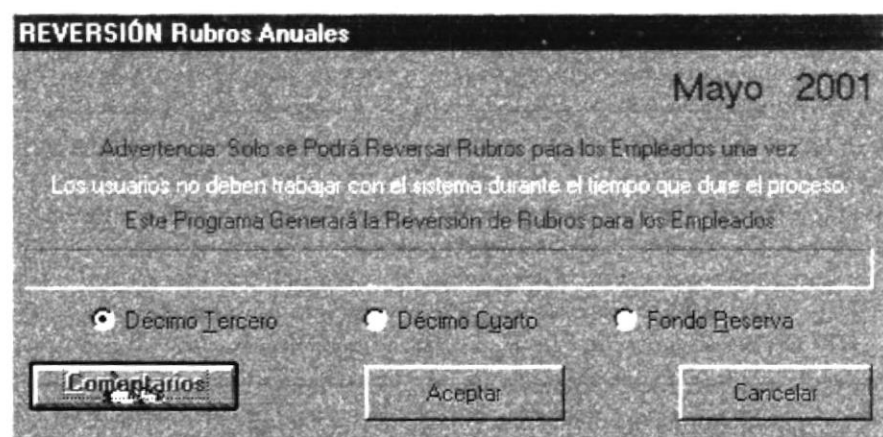 REVERSIÓN Rubros Anuales
Mayo 2001
Advertencia: Solo se Podrá Reversar Rubros para los Empleados una vez
Los usuarios no deben trabajar con el sistema durante el tiempo que dure el proceso.
Este Programa Generará la Reversión de Rubros para los Empleados
Décimo Tercero Décimo Cuarto Fondo Reserva
Comentarios Aceptar Cancelar